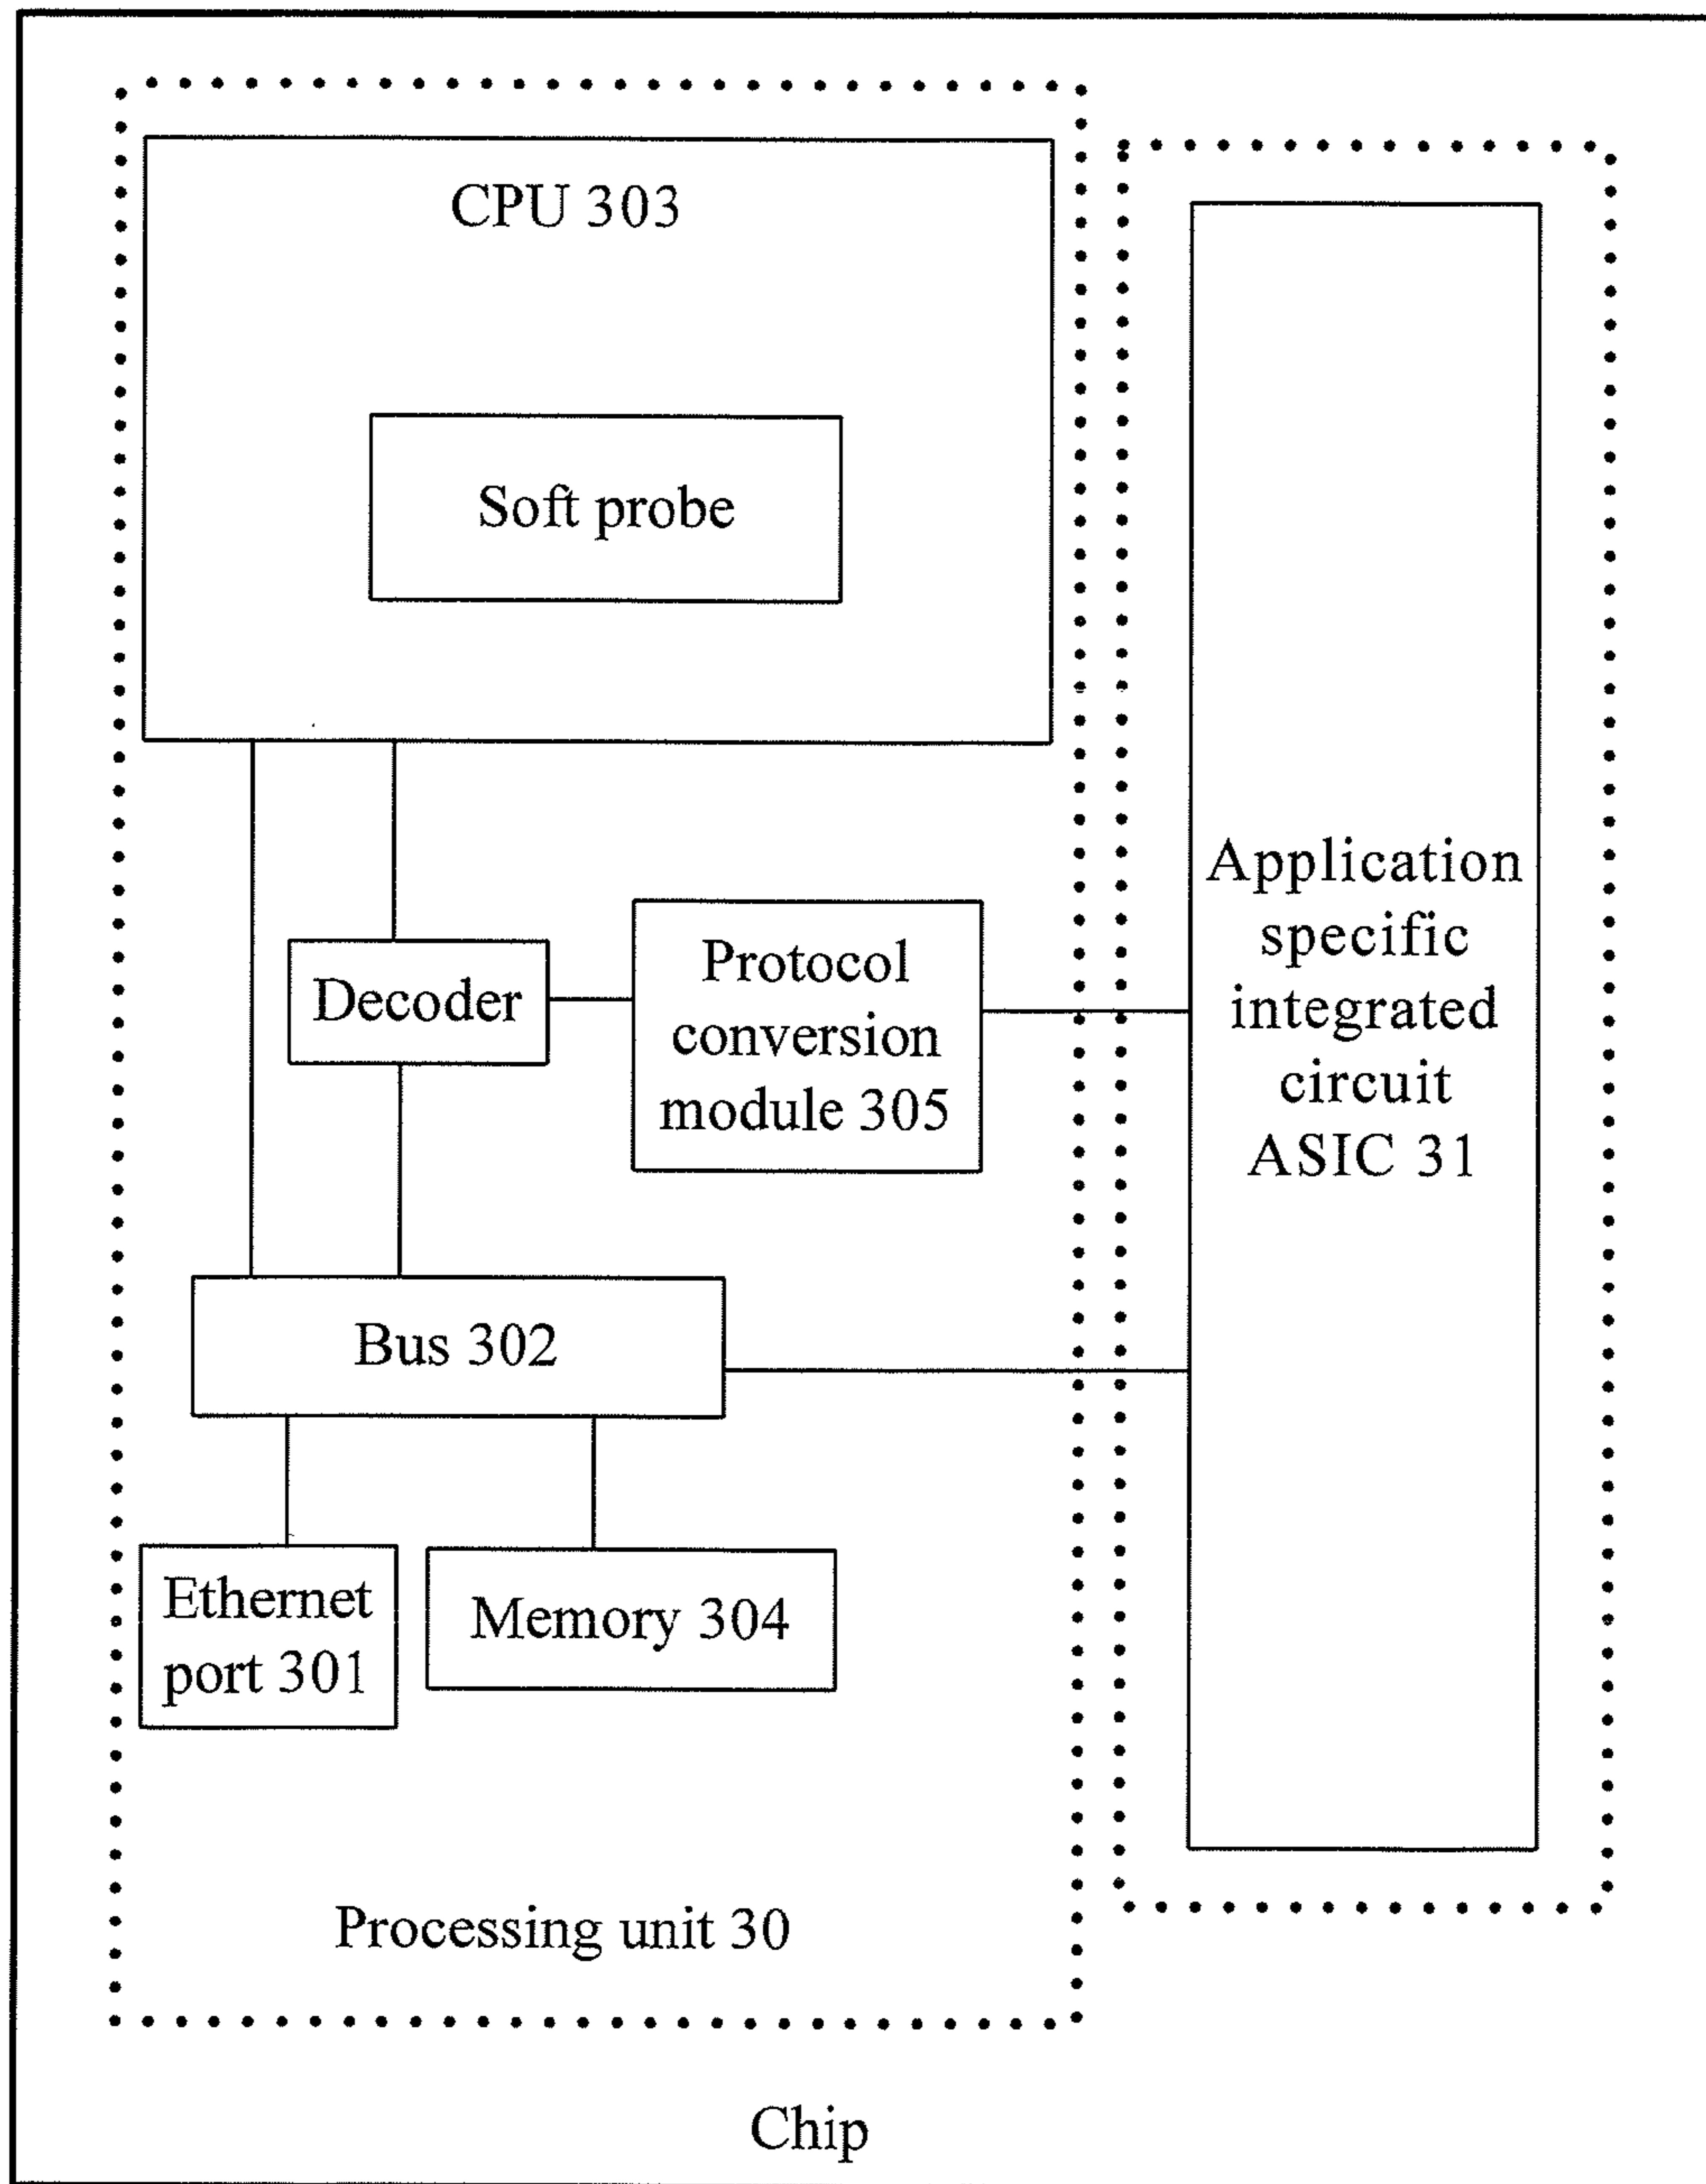 CPU 303
Soft probe
Decoder
Protocol
conversion
module 305
Application
specific
integrated
circuit
ASIC 31
Bus 302
Ethernet
port 301
Memory 304
Processing unit 30
Chip